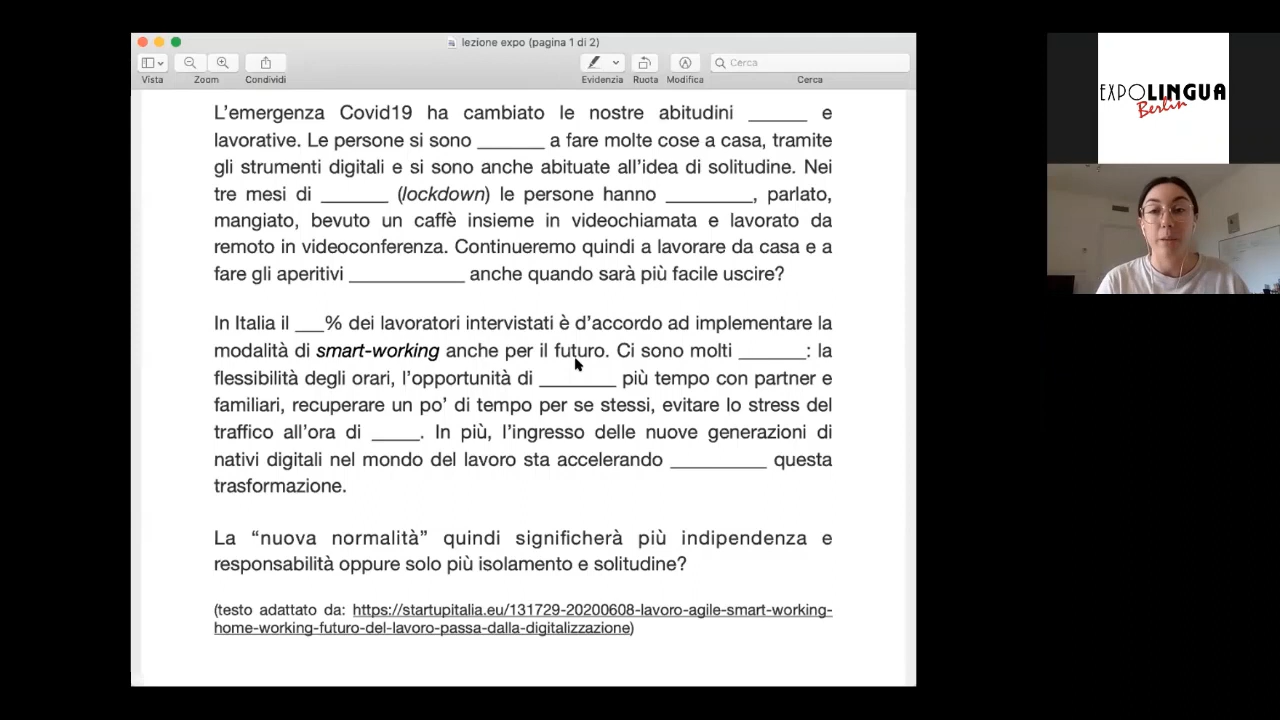 lezione expo (pagina 1 di 2)
Cerca
Vista
Zoom
Condividi
Evidenzia
Ruota
Modifica
Cerca
L’emergenza Covid19 ha cambiato le nostre abitudini ______ e
lavorative. Le persone si sono _______ a fare molte cose a casa, tramite
gli strumenti digitali e si sono anche abituate all’idea di solitudine. Nei
tre mesi di _______ (lockdown) le persone hanno _________, parlato,
mangiato, bevuto un caffè insieme in videochiamata e lavorato da
remoto in videoconferenza. Continueremo quindi a lavorare da casa e a
fare gli aperitivi ____________ anche quando sarà più facile uscire?
In Italia il ___% dei lavoratori intervistati è d’accordo ad implementare la
modalità di smart-working anche per il futuro. Ci sono molti _______: la
flessibilità degli orari, l’opportunità di ________ più tempo con partner e
familiari, recuperare un po’ di tempo per se stessi, evitare lo stress del
traffico all’ora di _____. In più, l’ingresso delle nuove generazioni di
nativi digitali nel mondo del lavoro sta accelerando __________ questa
trasformazione.
La “nuova normalità” quindi significherà più indipendenza e
responsabilità oppure solo più isolamento e solitudine?
(testo adattato da: https://startupitalia.eu/131729-20200608-lavoro-agile-smart-working-
home-working-futuro-del-lavoro-passa-dalla-digitalizzazione)
EXPOLINGUA
Berlin